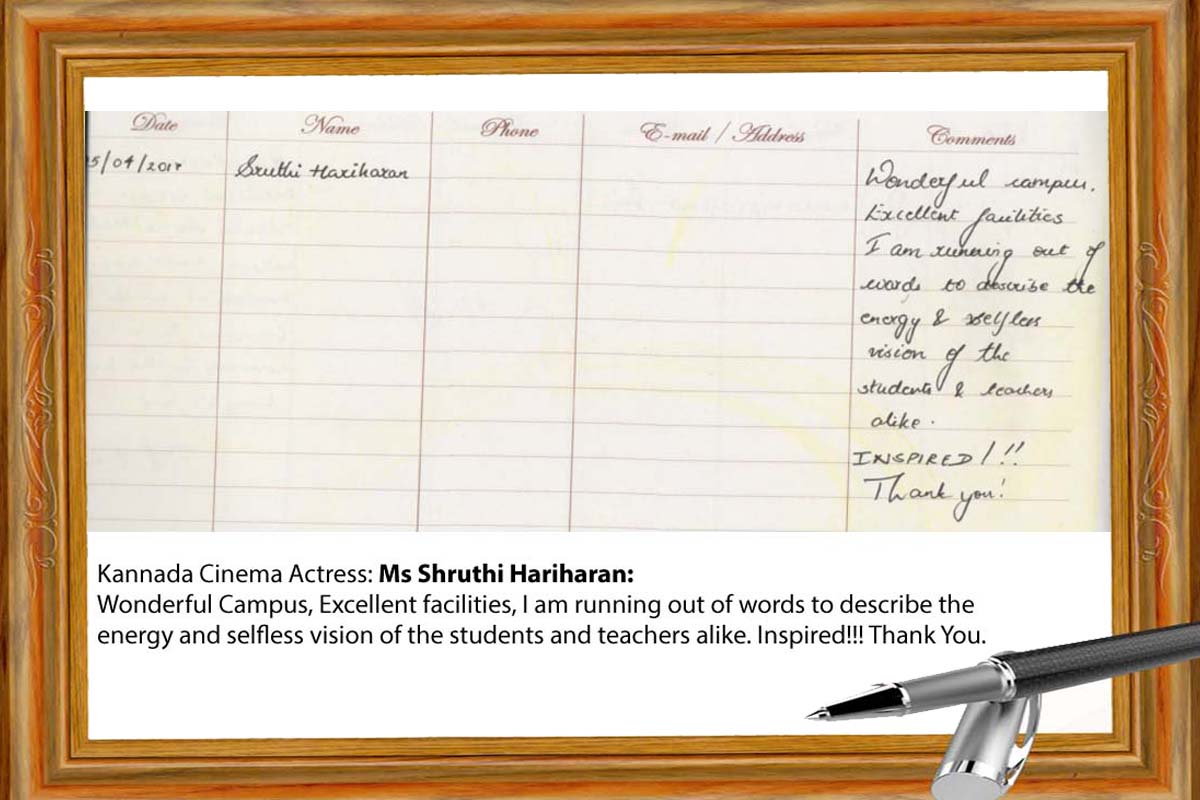 Date Name Phone E-mail / Address Comments
5/04/2017 Sruthi Hariharan
Wonderful campus.
Excellent facilities
I am running out of
words to describe the
energy & selfless
vision of the
students & teachers
alike.
INSPIRED!!!
Thank you!
Kannada Cinema Actress: Ms Shruthi Hariharan:
Wonderful Campus, Excellent facilities, I am running out of words to describe the
energy and selfless vision of the students and teachers alike. Inspired!!! Thank You.